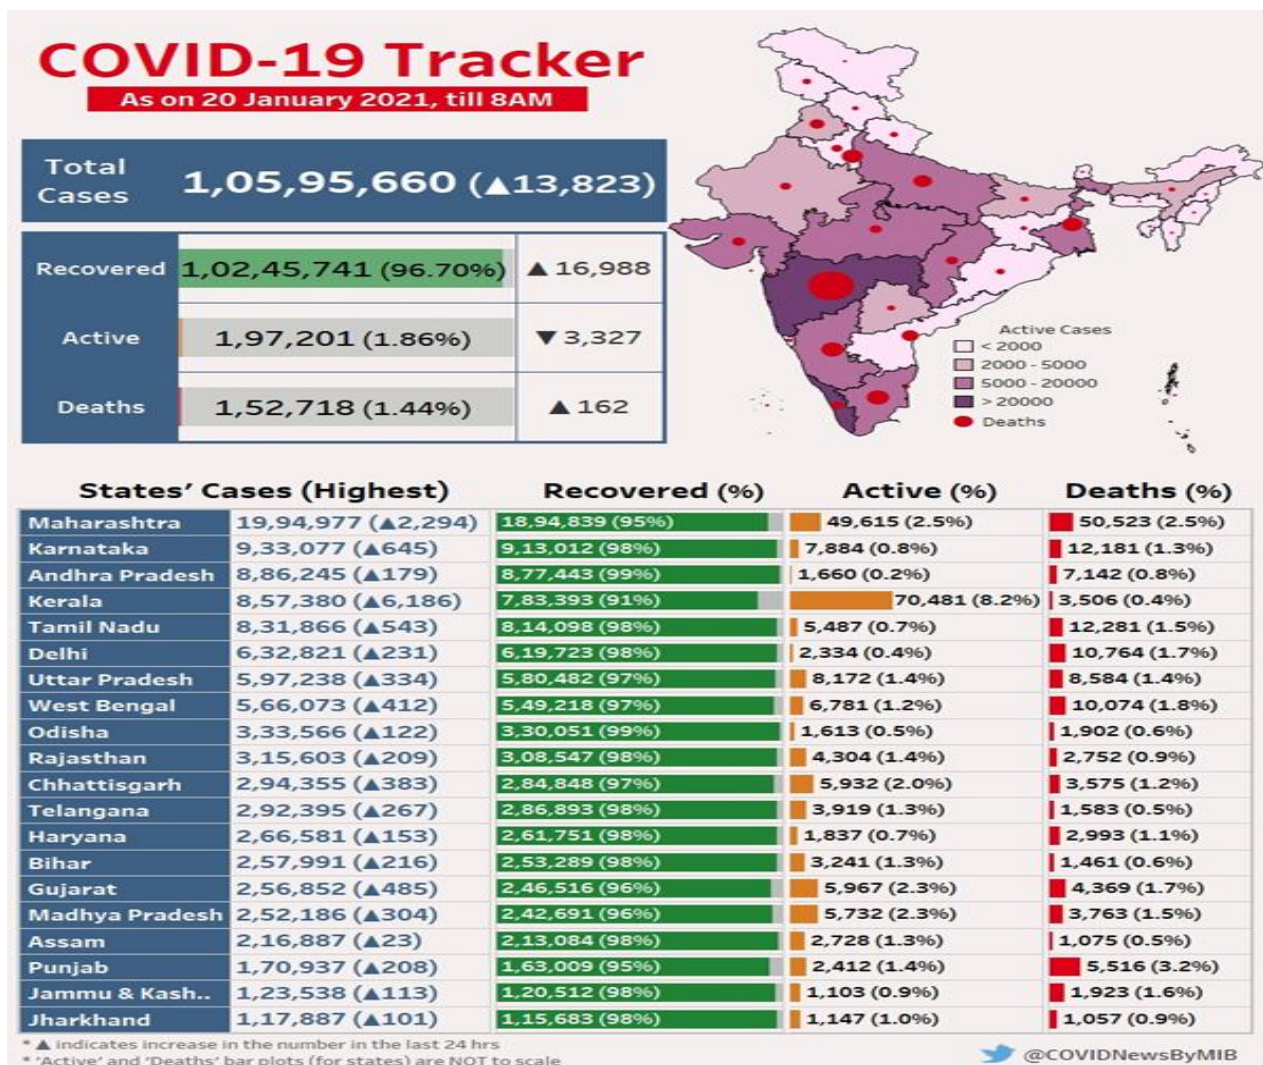 COVID-19 Tracker
As on 20 January 2021, till 8AM
Total Cases 1,05,95,660 (▲13,823)
Recovered 1,02,45,741 (96.70%) ▲ 16,988
Active 1,97,201 (1.86%) ▼ 3,327
Deaths 1,52,718 (1.44%) ▲ 162
Active Cases
< 2000
2000 - 5000
5000 - 20000
> 20000
Deaths
States' Cases (Highest) Recovered (%) Active (%) Deaths (%)
Maharashtra 19,94,977 (▲2,294) 18,94,839 (95%) 49,615 (2.5%) 50,523 (2.5%)
Karnataka 9,33,077 (▲645) 9,13,012 (98%) 7,884 (0.8%) 12,181 (1.3%)
Andhra Pradesh 8,86,245 (▲179) 8,77,443 (99%) 1,660 (0.2%) 7,142 (0.8%)
Kerala 8,57,380 (▲6,186) 7,83,393 (91%) 70,481 (8.2%) 3,506 (0.4%)
Tamil Nadu 8,31,866 (▲543) 8,14,098 (98%) 5,487 (0.7%) 12,281 (1.5%)
Delhi 6,32,821 (▲231) 6,19,723 (98%) 2,334 (0.4%) 10,764 (1.7%)
Uttar Pradesh 5,97,238 (▲334) 5,80,482 (97%) 8,172 (1.4%) 8,584 (1.4%)
West Bengal 5,66,073 (▲412) 5,49,218 (97%) 6,781 (1.2%) 10,074 (1.8%)
Odisha 3,33,566 (▲122) 3,30,051 (99%) 1,613 (0.5%) 1,902 (0.6%)
Rajasthan 3,15,603 (▲209) 3,08,547 (98%) 4,304 (1.4%) 2,752 (0.9%)
Chhattisgarh 2,94,355 (▲383) 2,84,848 (97%) 5,932 (2.0%) 3,575 (1.2%)
Telangana 2,92,395 (▲267) 2,86,893 (98%) 3,919 (1.3%) 1,583 (0.5%)
Haryana 2,66,581 (▲153) 2,61,751 (98%) 1,837 (0.7%) 2,993 (1.1%)
Bihar 2,57,991 (▲216) 2,53,289 (98%) 3,241 (1.3%) 1,461 (0.6%)
Gujarat 2,56,852 (▲485) 2,46,516 (96%) 5,967 (2.3%) 4,369 (1.7%)
Madhya Pradesh 2,52,186 (▲304) 2,42,691 (96%) 5,732 (2.3%) 3,763 (1.5%)
Assam 2,16,887 (▲23) 2,13,084 (98%) 2,728 (1.3%) 1,075 (0.5%)
Punjab 1,70,937 (▲208) 1,63,009 (95%) 2,412 (1.4%) 5,516 (3.2%)
Jammu & Kash.. 1,23,538 (▲113) 1,20,512 (98%) 1,103 (0.9%) 1,923 (1.6%)
Jharkhand 1,17,887 (▲101) 1,15,683 (98%) 1,147 (1.0%) 1,057 (0.9%)
* ▲ indicates increase in the number in the last 24 hrs
* 'Active' and 'Deaths' bar plots (for states) are NOT to scale
@COVIDNewsByMIB